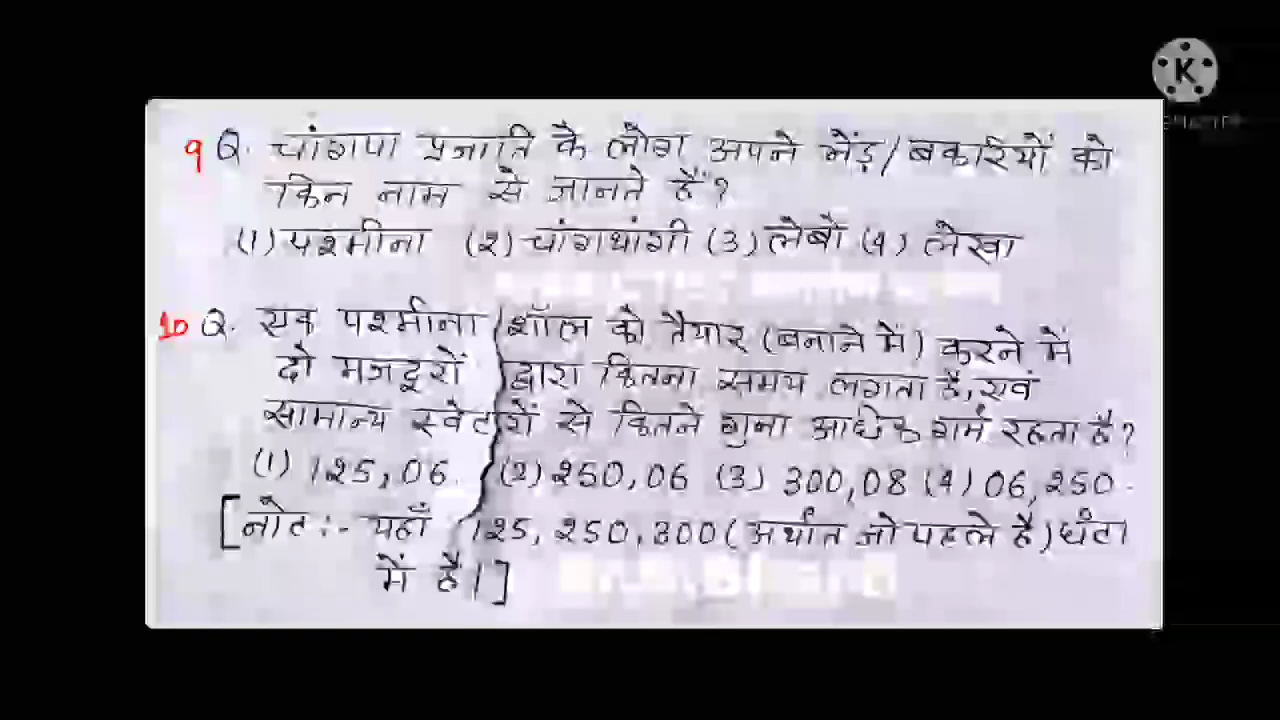 9 Q. चांगपा प्रजाति के लोग अपने भेंड़/बकरियों को
किन नाम से जानते हैं?
(1) पश्मीना (2) चांगथांगी (3) लेबो (4) लेखा
10 Q. एक पश्मीना शॉल को तैयार (बनाने में) करने में
दो मजदूरों द्वारा कितना समय लगता है, एवं
सामान्य स्वेटरों से कितने गुना अधिक गर्म रहता है?
(1) 125,06. (2) 250,06 (3) 300,08 (4) 06,250.
[नोट :- यहाँ 125, 250,300 (अर्थात जो पहले है) घंटा
में है।]
K